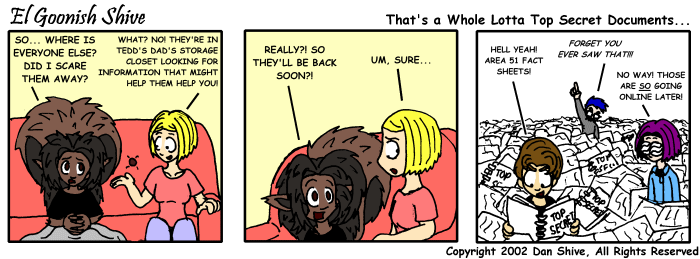 El Goonish Shive
That's a Whole Lotta Top Secret Documents...
SO... WHERE IS
EVERYONE ELSE?
DID I SCARE
THEM AWAY?
WHAT? NO! THEY'RE IN
TEDD'S DAD'S STORAGE
CLOSET LOOKING FOR
INFORMATION THAT MIGHT
HELP THEM HELP YOU!
REALLY?! SO
THEY'LL BE BACK
SOON?!
UM, SURE...
HELL YEAH!
AREA 51 FACT
SHEETS!
FORGET YOU
EVER SAW THAT!!!
NO WAY! THOSE
ARE SO GOING
ONLINE LATER!
TOP
SECRET
Copyright 2002 Dan Shive, All Rights Reserved